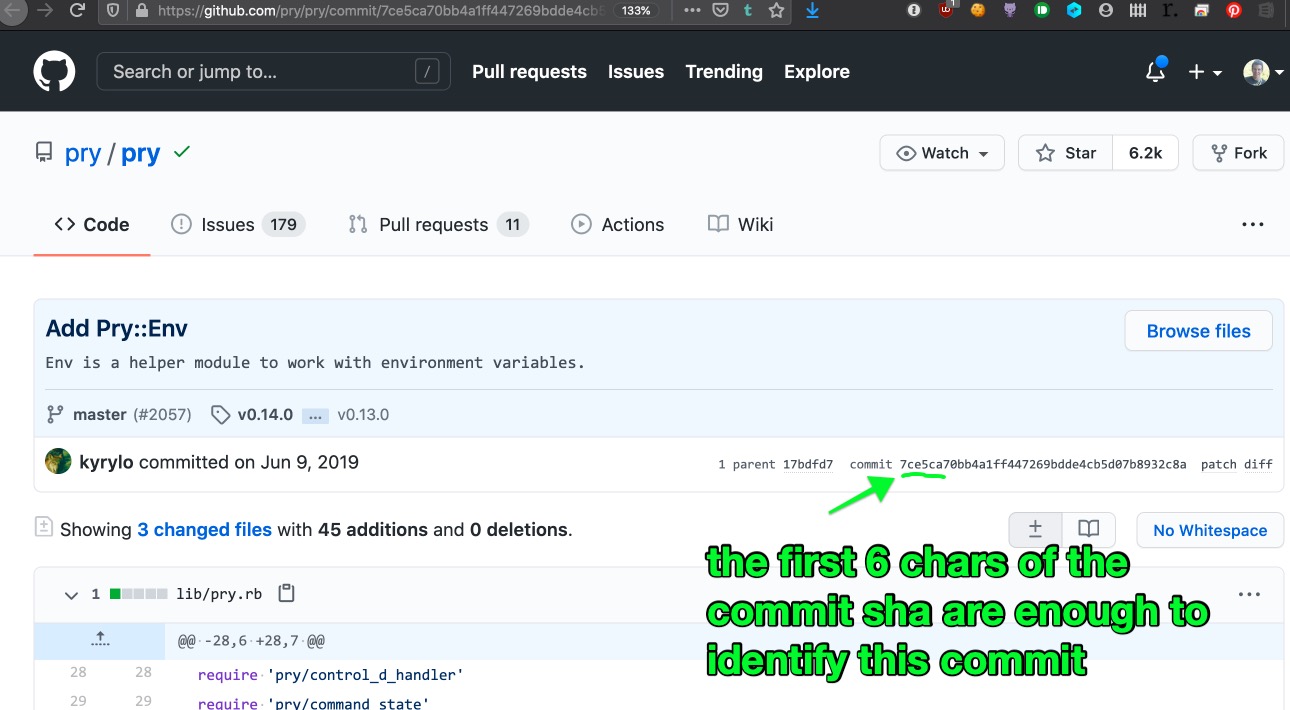 https://github.com/pry/pry/commit/7ce5ca70bb4a1ff447269bdde4cb5
133%
Search or jump to...
/
Pull requests
Issues
Trending
Explore
pry / pry
Watch
Star
6.2k
Fork
Code
Issues 179
Pull requests 11
Actions
Wiki
Add Pry::Env
Browse files
Env is a helper module to work with environment variables.
master (#2057) v0.14.0 ... v0.13.0
kyrylo committed on Jun 9, 2019
1 parent 17bdfd7 commit 7ce5ca70bb4a1ff447269bdde4cb5d07b8932c8a patch diff
Showing 3 changed files with 45 additions and 0 deletions.
No Whitespace
the first 6 chars of the
commit sha are enough to
identify this commit
1 lib/pry.rb
@@ -28,6 +28,7 @@
28 28 require 'pry/control_d_handler'
29 29 require 'pry/command_state'